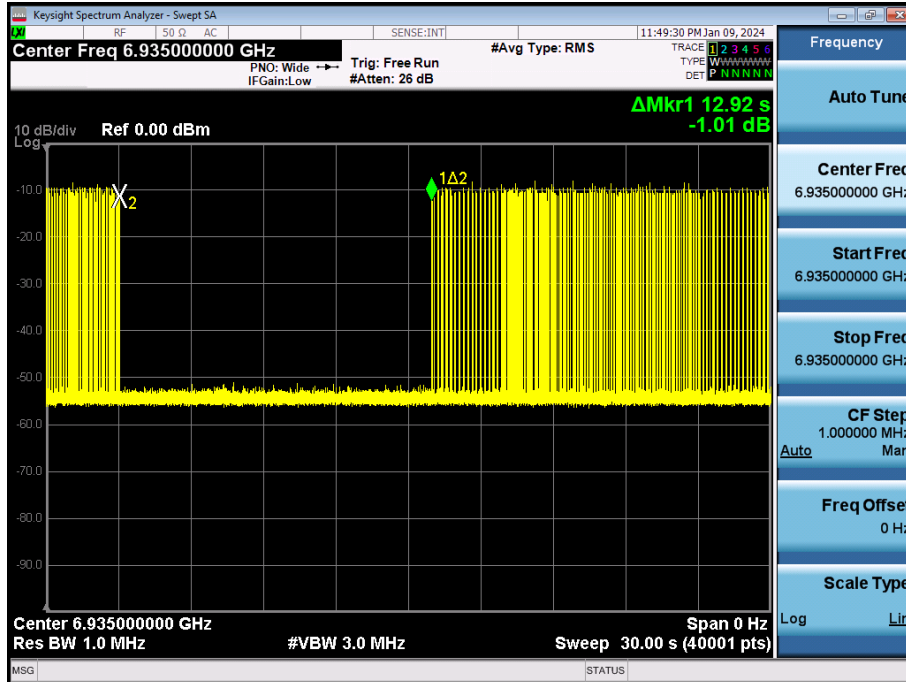 Keysight Spectrum Analyzer - Swept SA
LXI RF 50 Ω AC SENSE:INT 11:49:30 PM Jan 09, 2024
Center Freq 6.935000000 GHz
PNO: Wide
IFGain:Low
Trig: Free Run
#Atten: 26 dB
#Avg Type: RMS
TRACE 1 2 3 4 5 6
TYPE WWWWWW
DET P N N N N N
ΔMkr1 12.92 s
-1.01 dB
10 dB/div Ref 0.00 dBm
Log
1Δ2
X2
-10.0
-20.0
-30.0
-40.0
-50.0
-60.0
-70.0
-80.0
-90.0
Center 6.935000000 GHz Span 0 Hz
Res BW 1.0 MHz #VBW 3.0 MHz Sweep 30.00 s (40001 pts)
MSG STATUS
Frequency
Auto Tune
Center Freq
6.935000000 GHz
Start Freq
6.935000000 GHz
Stop Freq
6.935000000 GHz
CF Step
1.000000 MHz
Auto Man
Freq Offset
0 Hz
Scale Type
Log Lin